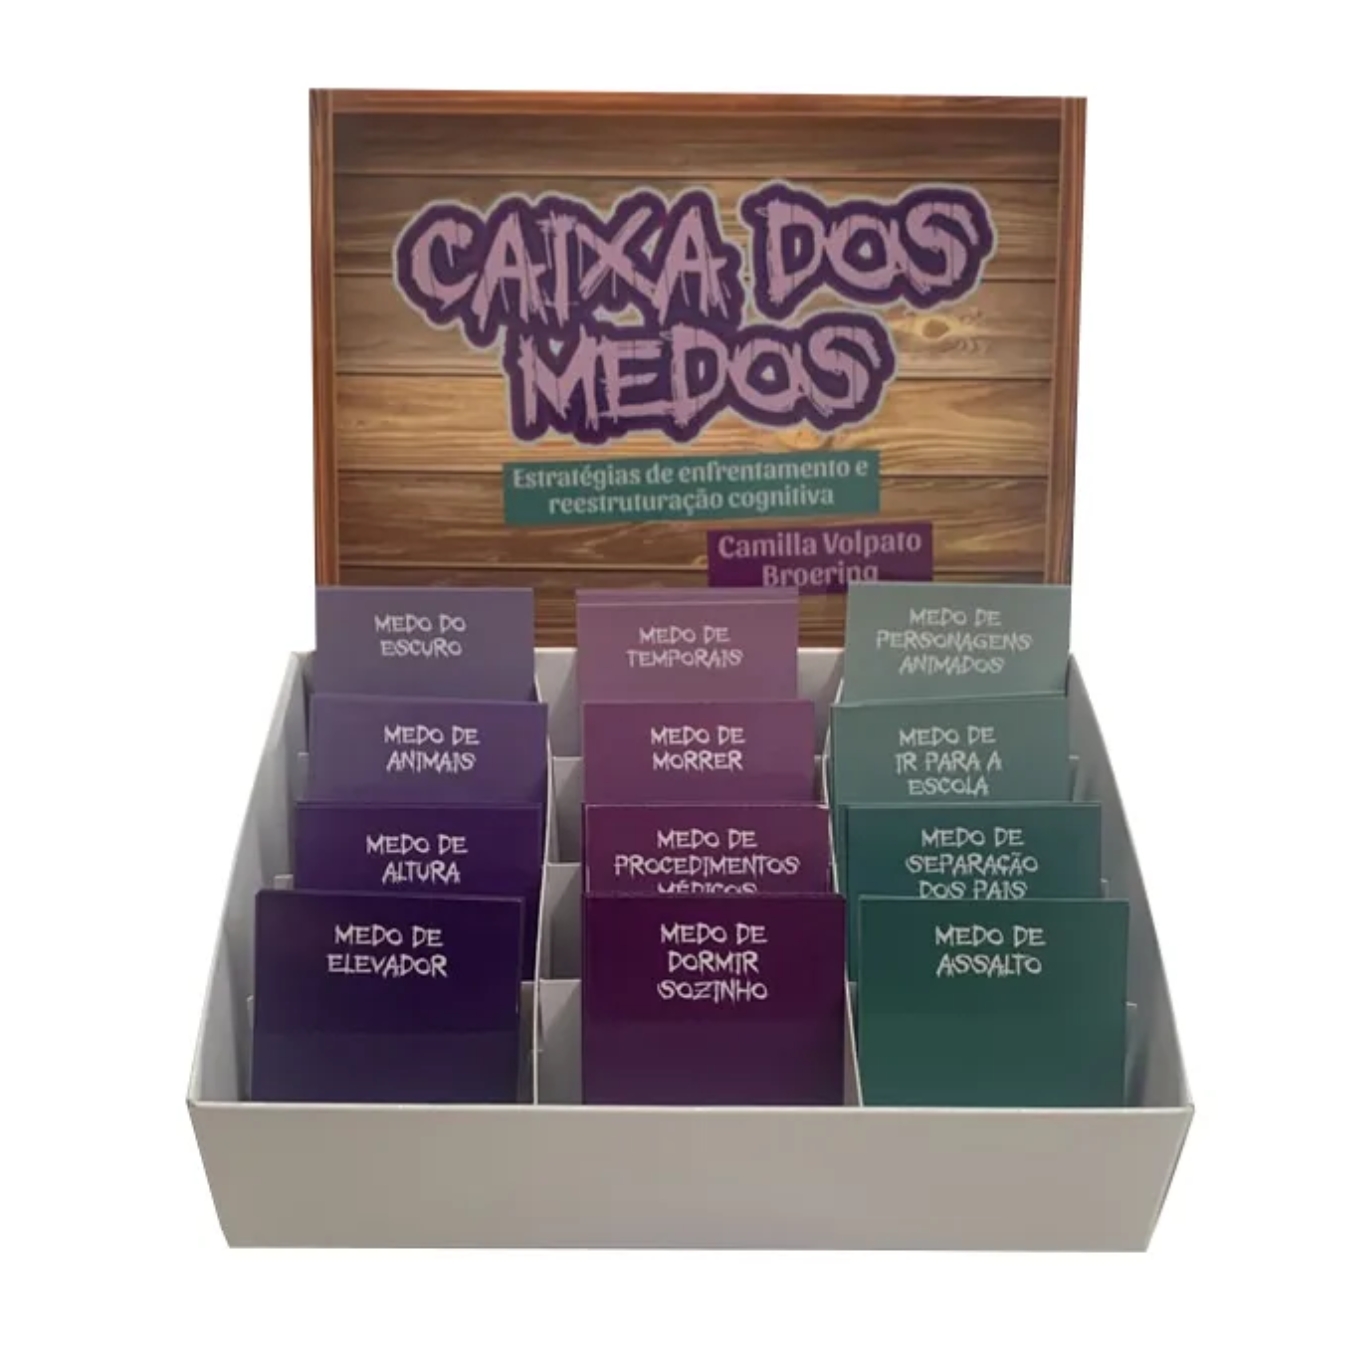 CAIXA DOS
MEDOS
Estratégias de enfrentamento e
reestruturação cognitiva
Camilla Volpato
Broering
MEDO DO
ESCURO
MEDO DE
TEMPORAIS
MEDO DE
PERSONAGENS
ANIMADOS
MEDO DE
ANIMAIS
MEDO DE
MORRER
MEDO DE
IR PARA A
ESCOLA
MEDO DE
ALTURA
MEDO DE
PROCEDIMENTOS
MÉDICOS
MEDO DE
SEPARAÇÃO
DOS PAIS
MEDO DE
ELEVADOR
MEDO DE
DORMIR
SOZINHO
MEDO DE
ASSALTO